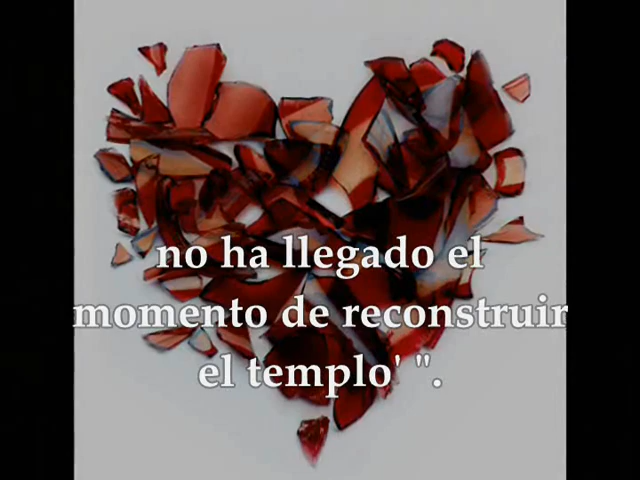 no ha llegado el
momento de reconstruir
el templo' ".